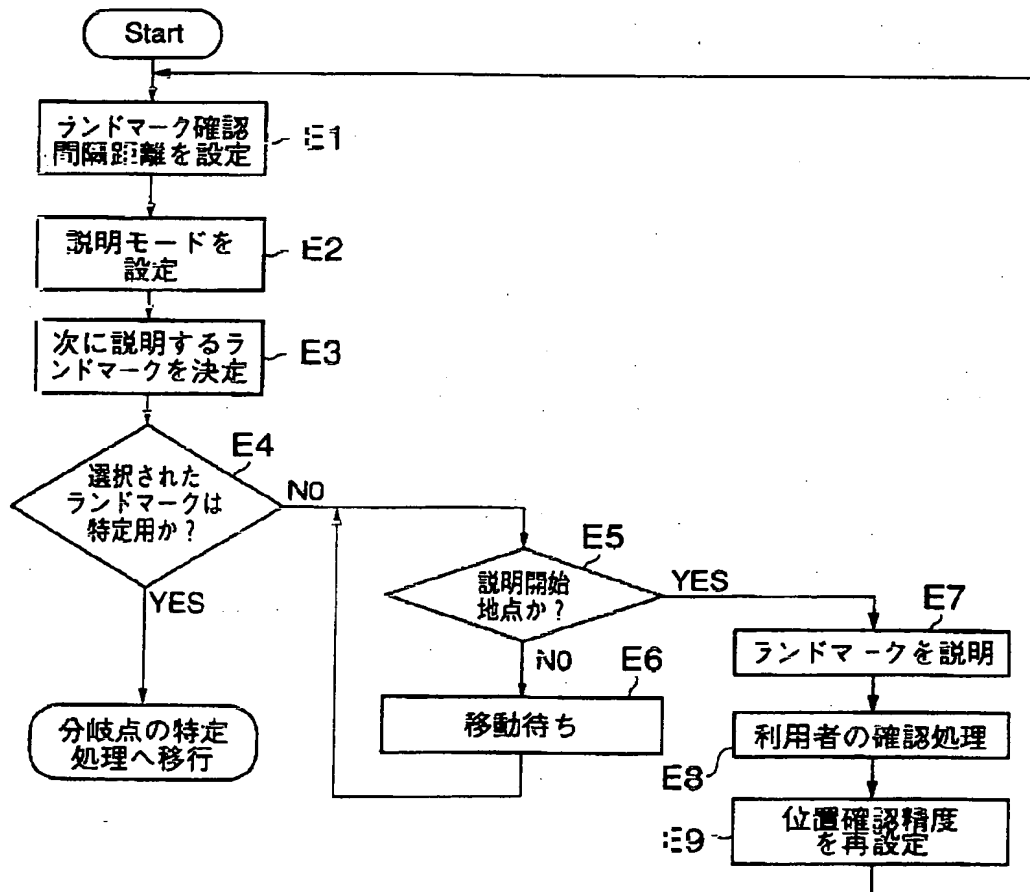 Start
ランドマーク確認
間隔距離を設定
E1
説明モードを
設定
E2
次に説明するラ
ンドマークを決定
E3
E4
選択された
ランドマークは
特定用か?
NO
YES
分岐点の特定
処理へ移行
E5
説明開始
地点か?
YES
NO
E6
移動待ち
E7
ランドマークを説明
利用者の確認処理
E8
位置確認精度
を再設定
E9